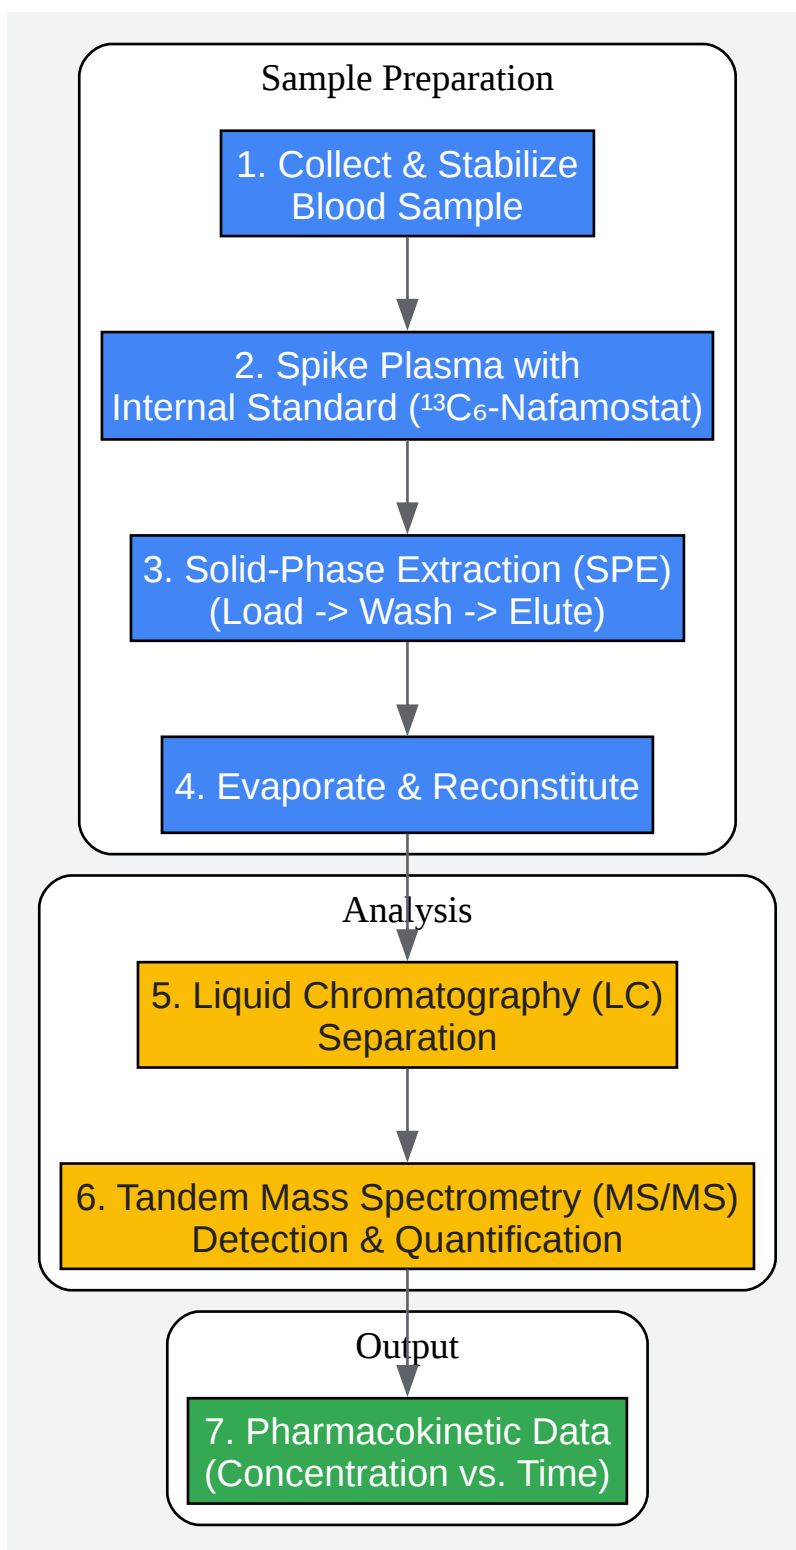 Sample Preparation
1. Collect & Stabilize
Blood Sample
2. Spike Plasma with
Internal Standard (¹³C₆-Nafamostat)
3. Solid-Phase Extraction (SPE)
(Load -> Wash -> Elute)
4. Evaporate & Reconstitute
Analysis
5. Liquid Chromatography (LC)
Separation
6. Tandem Mass Spectrometry (MS/MS)
Detection & Quantification
Output
7. Pharmacokinetic Data
(Concentration vs. Time)